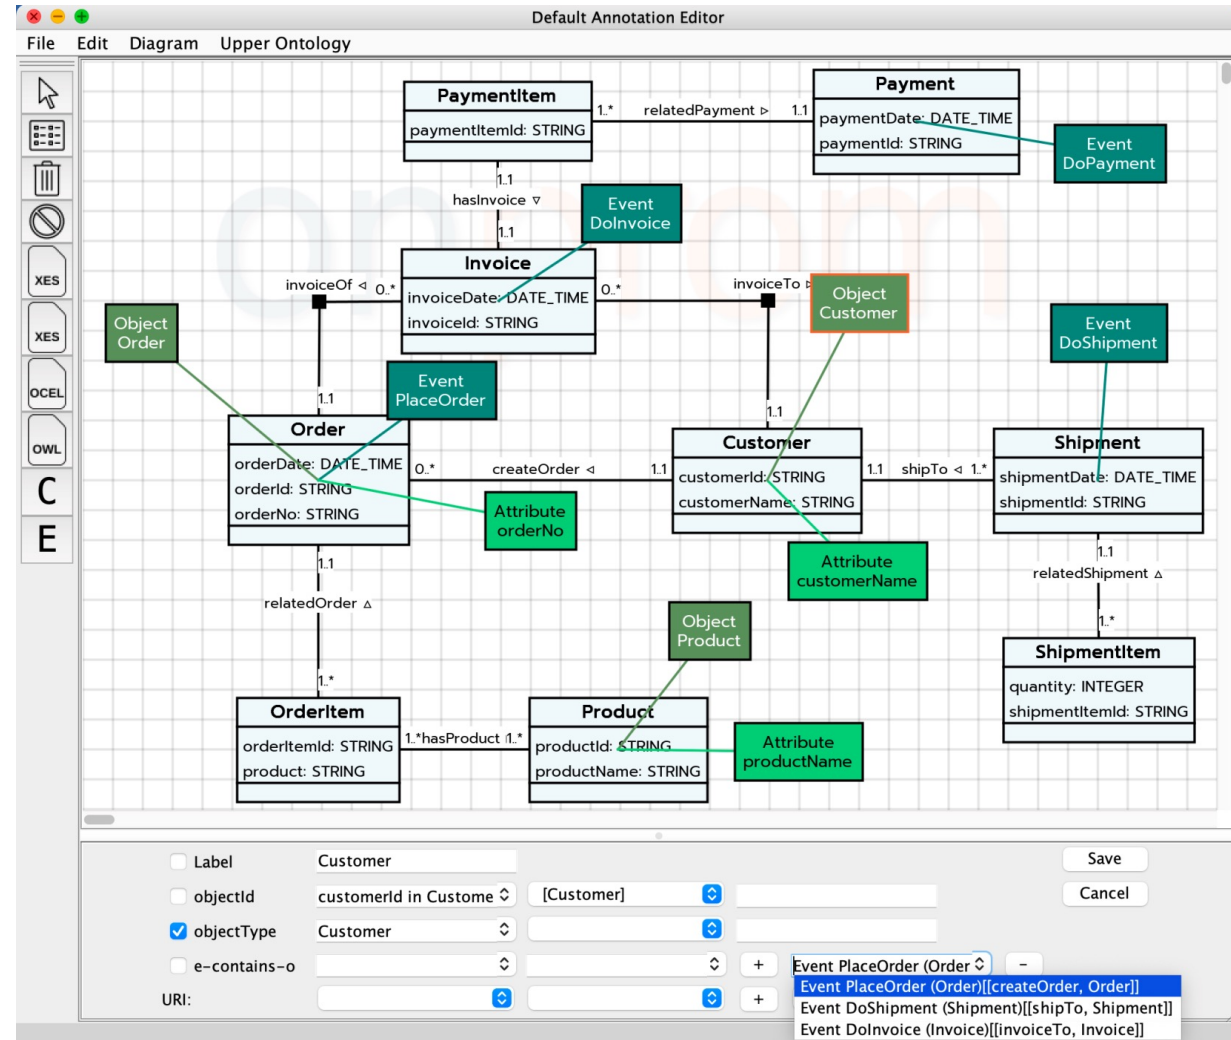 Default Annotation Editor
File Edit Diagram Upper Ontology
XES
XES
OCEL
OWL
C
E
PaymentItem
paymentItemId: STRING
1..* relatedPayment ▷ 1..1
Payment
paymentDate: DATE_TIME
paymentId: STRING
Event
DoPayment
1..1
hasInvoice ▽
1..1
Event
DoInvoice
Invoice
invoiceDate: DATE_TIME
invoiceId: STRING
invoiceOf ◁ 0..*
0..*
invoiceTo ▷
Object
Customer
Object
Order
Event
DoShipment
Event
PlaceOrder
1..1
1..1
Order
orderDate: DATE_TIME
orderId: STRING
orderNo: STRING
0..* createOrder ◁ 1..1
Customer
customerId: STRING
customerName: STRING
1..1 shipTo ◁ 1..*
Shipment
shipmentDate: DATE_TIME
shipmentId: STRING
Attribute
orderNo
Attribute
customerName
1..1
relatedOrder △
1..*
1..1
relatedShipment △
1..*
Object
Product
ShipmentItem
quantity: INTEGER
shipmentItemId: STRING
OrderItem
orderItemId: STRING
product: STRING
1..*hasProduct 1..*
Product
productId: STRING
productName: STRING
Attribute
productName
Label Customer Save
objectId customerId in Custome [Customer] Cancel
objectType Customer
e-contains-o + Event PlaceOrder (Order −
URI: +
Event PlaceOrder (Order)[[createOrder, Order]]
Event DoShipment (Shipment)[[shipTo, Shipment]]
Event DoInvoice (Invoice)[[invoiceTo, Invoice]]